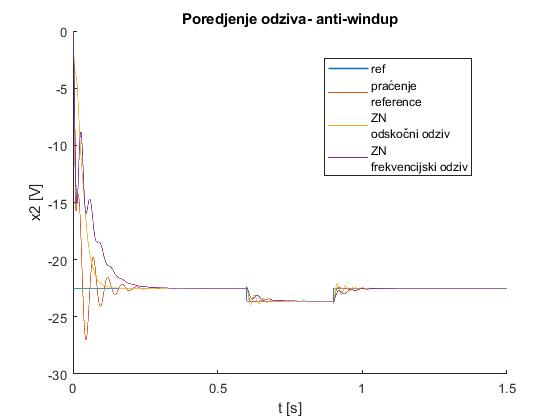 Poredjenje odziva- anti-windup
0
-5
-10
-15
-20
-25
-30
x2 [V]
ref
praćenje
reference
ZN
odskočni odziv
ZN
frekvencijski odziv
0
0.5
1
1.5
t [s]